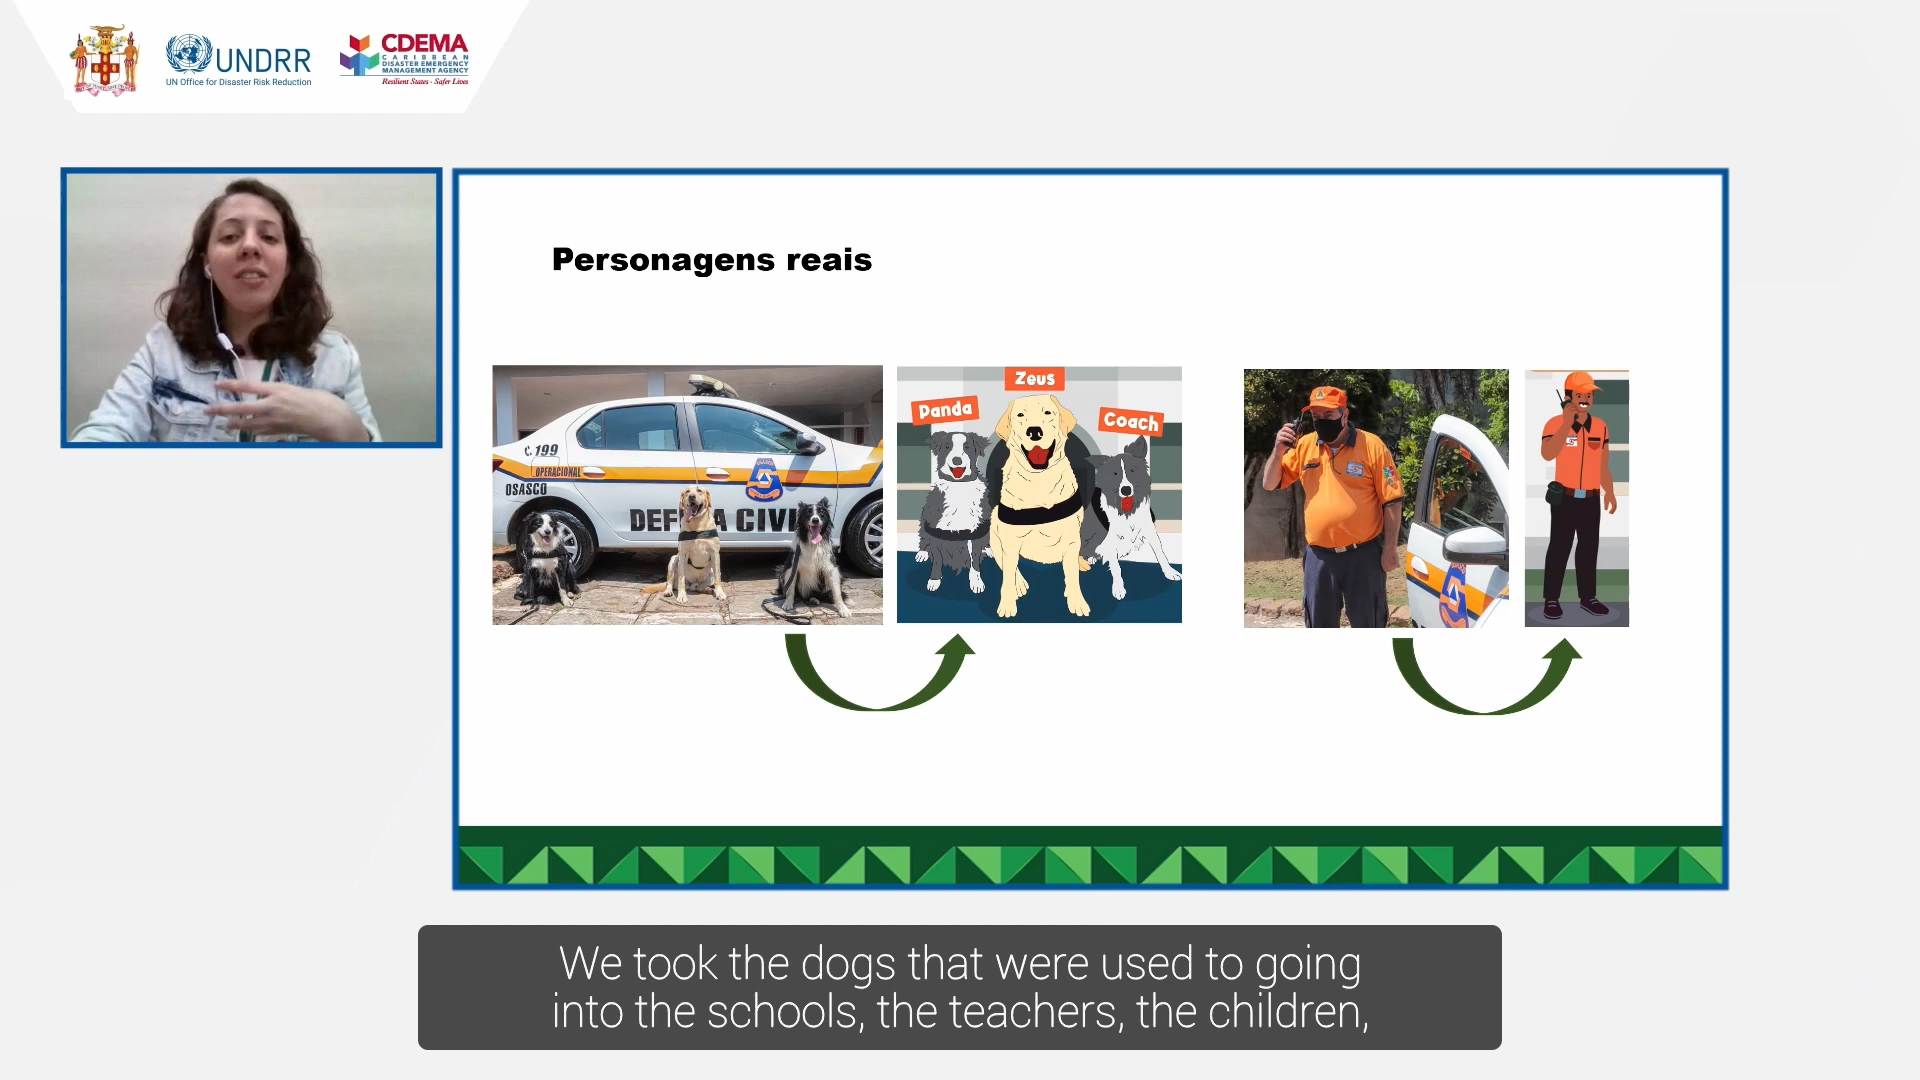 UNDRR
UN Office for Disaster Risk Reduction
CDEMA
CARIBBEAN
DISASTER EMERGENCY
MANAGEMENT AGENCY
Resilient States - Safer Lives
Personagens reais
199
OPERACIONAL
OSASCO
DEF A CIVI
Panda
Zeus
Coach
We took the dogs that were used to going
into the schools, the teachers, the children,